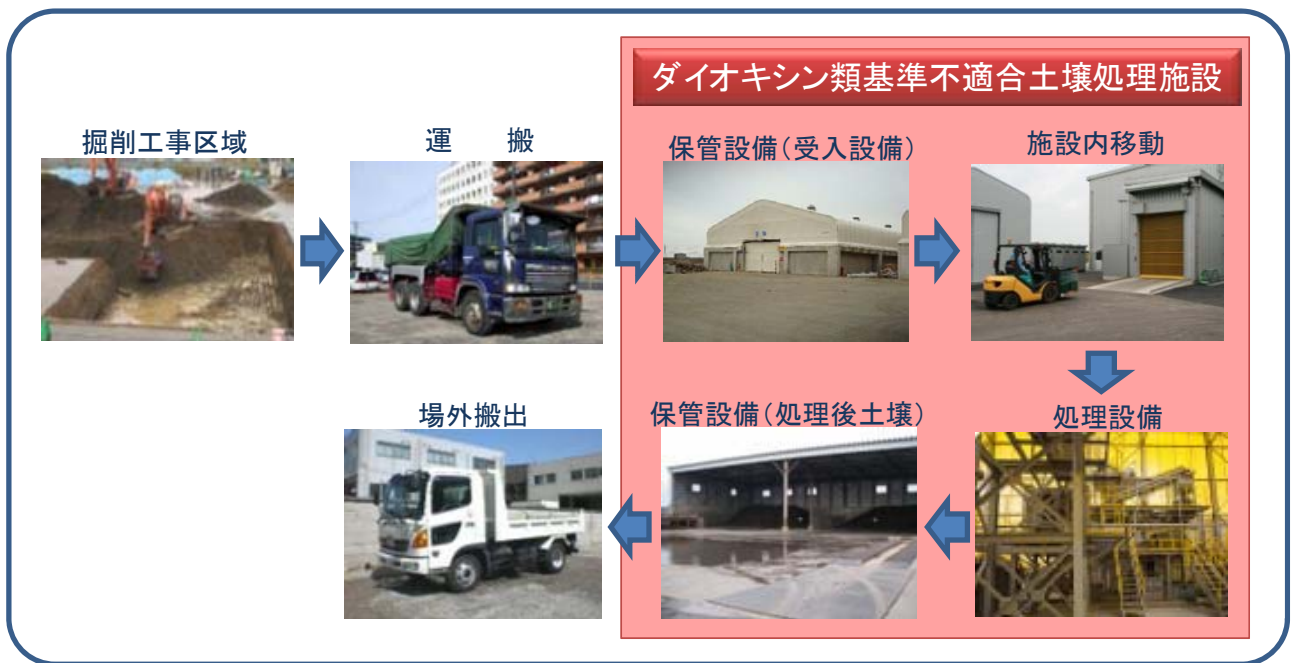 ダイオキシン類基準不適合土壌処理施設
掘削工事区域
運　搬
保管設備（受入設備）
施設内移動
処理設備
保管設備（処理後土壌）
場外搬出